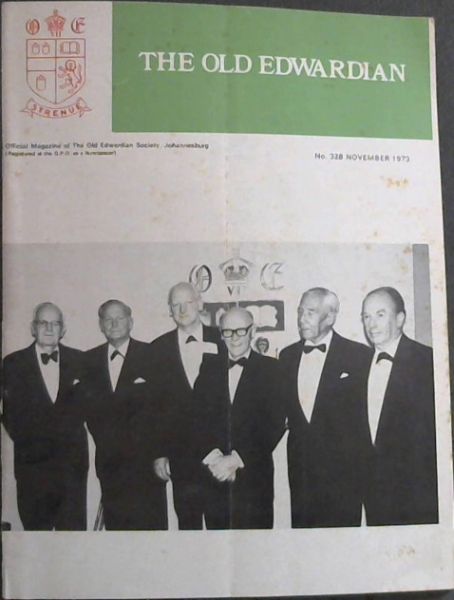 O E
THE OLD EDWARDIAN
STRENUE
Official Magazine of The Old Edwardian Society, Johannesburg
(Registered at the G.P.O. as a Newspaper)
No. 328 NOVEMBER 1973
O E